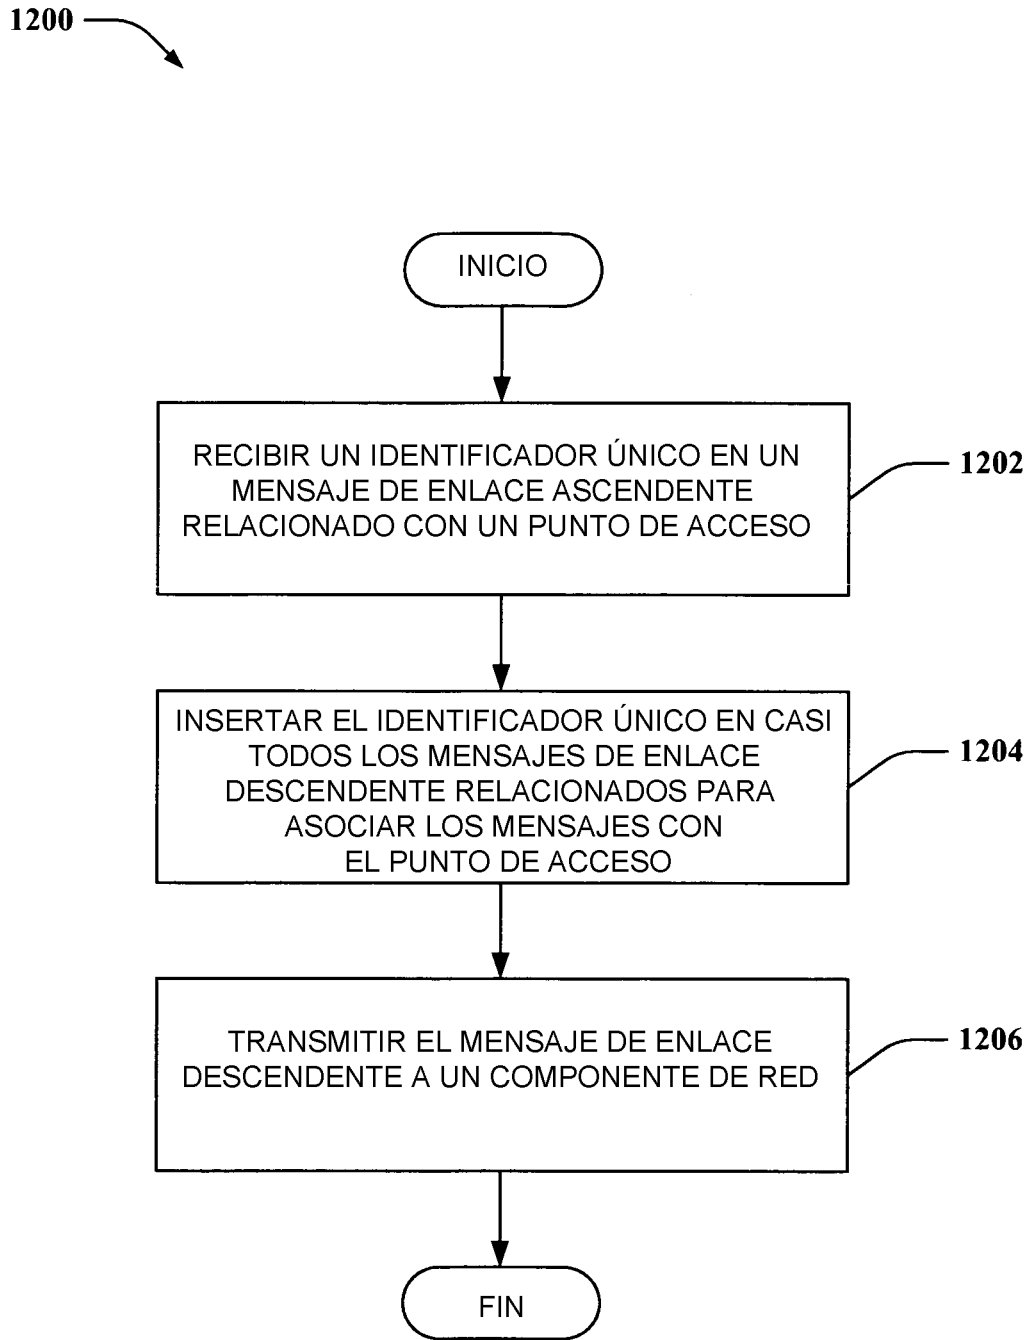 1200
INICIO
RECIBIR UN IDENTIFICADOR ÚNICO EN UN
MENSAJE DE ENLACE ASCENDENTE
RELACIONADO CON UN PUNTO DE ACCESO
1202
INSERTAR EL IDENTIFICADOR ÚNICO EN CASI
TODOS LOS MENSAJES DE ENLACE
DESCENDENTE RELACIONADOS PARA
ASOCIAR LOS MENSAJES CON
EL PUNTO DE ACCESO
1204
TRANSMITIR EL MENSAJE DE ENLACE
DESCENDENTE A UN COMPONENTE DE RED
1206
FIN